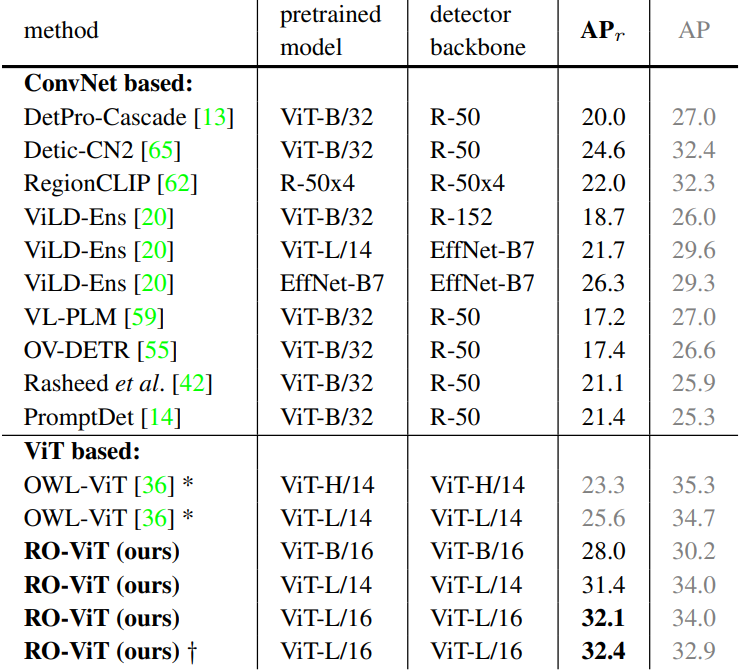 method pretrained model detector backbone APr AP
ConvNet based:
DetPro-Cascade [13] ViT-B/32 R-50 20.0 27.0
Detic-CN2 [65] ViT-B/32 R-50 24.6 32.4
RegionCLIP [62] R-50x4 R-50x4 22.0 32.3
ViLD-Ens [20] ViT-B/32 R-152 18.7 26.0
ViLD-Ens [20] ViT-L/14 EffNet-B7 21.7 29.6
ViLD-Ens [20] EffNet-B7 EffNet-B7 26.3 29.3
VL-PLM [59] ViT-B/32 R-50 17.2 27.0
OV-DETR [55] ViT-B/32 R-50 17.4 26.6
Rasheed et al. [42] ViT-B/32 R-50 21.1 25.9
PromptDet [14] ViT-B/32 R-50 21.4 25.3
ViT based:
OWL-ViT [36] * ViT-H/14 ViT-H/14 23.3 35.3
OWL-ViT [36] * ViT-L/14 ViT-L/14 25.6 34.7
RO-ViT (ours) ViT-B/16 ViT-B/16 28.0 30.2
RO-ViT (ours) ViT-L/14 ViT-L/14 31.4 34.0
RO-ViT (ours) ViT-L/16 ViT-L/16 32.1 34.0
RO-ViT (ours) † ViT-L/16 ViT-L/16 32.4 32.9